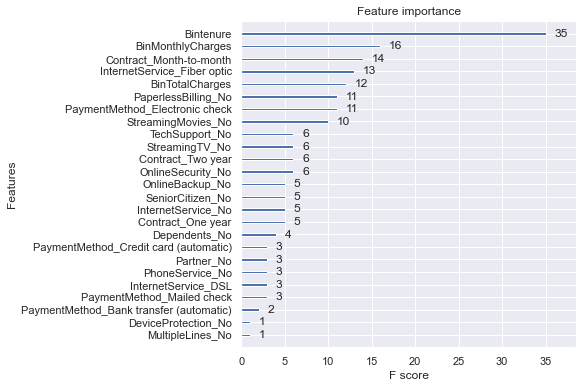 Feature importance
Features
Bintenure 35
BinMonthlyCharges 16
Contract_Month-to-month 14
InternetService_Fiber optic 13
BinTotalCharges 12
PaperlessBilling_No 11
PaymentMethod_Electronic check 11
StreamingMovies_No 10
TechSupport_No 6
StreamingTV_No 6
Contract_Two year 6
OnlineSecurity_No 6
OnlineBackup_No 5
SeniorCitizen_No 5
InternetService_No 5
Contract_One year 5
Dependents_No 4
PaymentMethod_Credit card (automatic) 3
Partner_No 3
PhoneService_No 3
InternetService_DSL 3
PaymentMethod_Mailed check 3
PaymentMethod_Bank transfer (automatic) 2
DeviceProtection_No 1
MultipleLines_No 1
0 5 10 15 20 25 30 35
F score